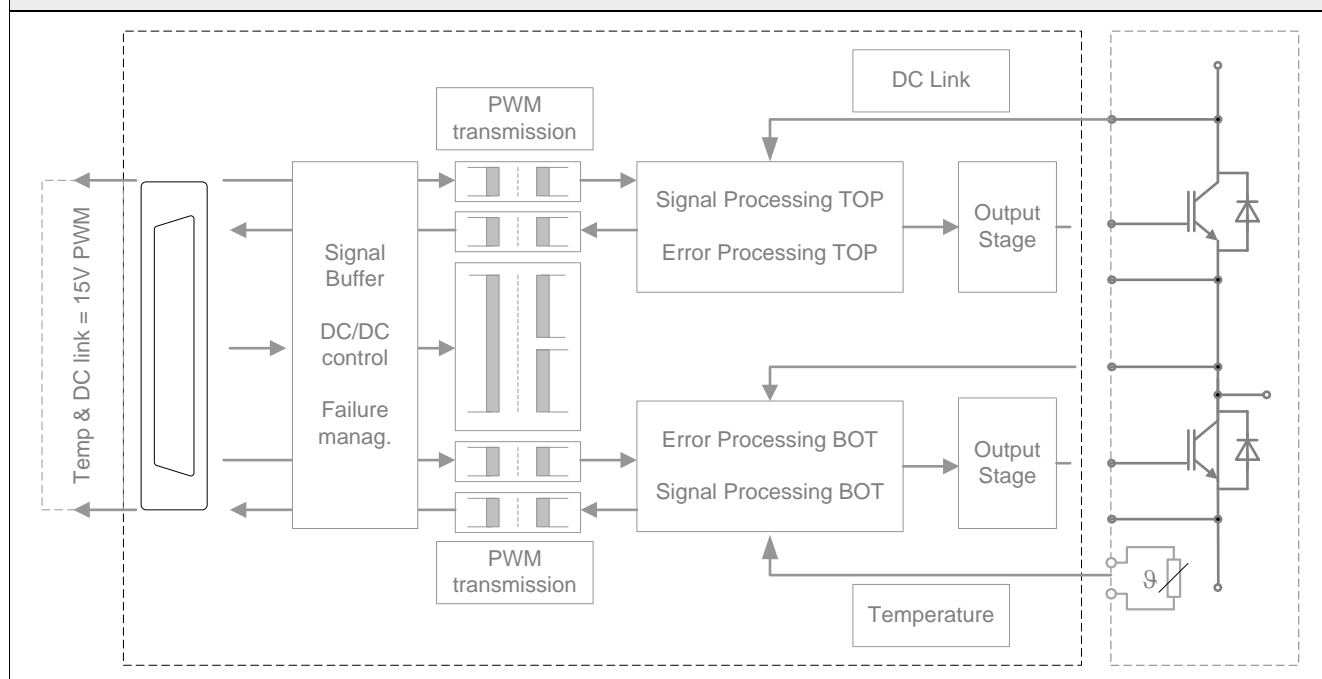 DC Link
PWM
transmission
Temp & DC link = 15V PWM
Signal
Buffer
DC/DC
control
Failure
manag.
Signal Processing TOP
Error Processing TOP
Output
Stage
Error Processing BOT
Signal Processing BOT
Output
Stage
PWM
transmission
ϑ
Temperature